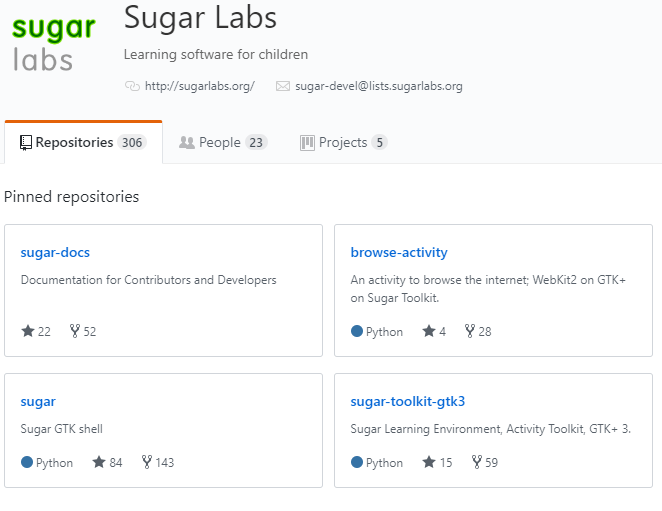 sugar
labs
Sugar Labs
Learning software for children
http://sugarlabs.org/
sugar-devel@lists.sugarlabs.org
Repositories 306
People 23
Projects 5
Pinned repositories
sugar-docs
Documentation for Contributors and Developers
22 52
browse-activity
An activity to browse the internet; WebKit2 on GTK+
on Sugar Toolkit.
Python 4 28
sugar
Sugar GTK shell
Python 84 143
sugar-toolkit-gtk3
Sugar Learning Environment, Activity Toolkit, GTK+ 3.
Python 15 59